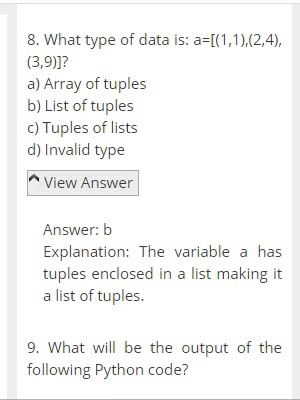 8. What type of data is: a=[(1,1),(2,4),
(3,9)]?
a) Array of tuples
b) List of tuples
c) Tuples of lists
d) Invalid type
View Answer
Answer: b
Explanation: The variable a has
tuples enclosed in a list making it
a list of tuples.
9. What will be the output of the
following Python code?